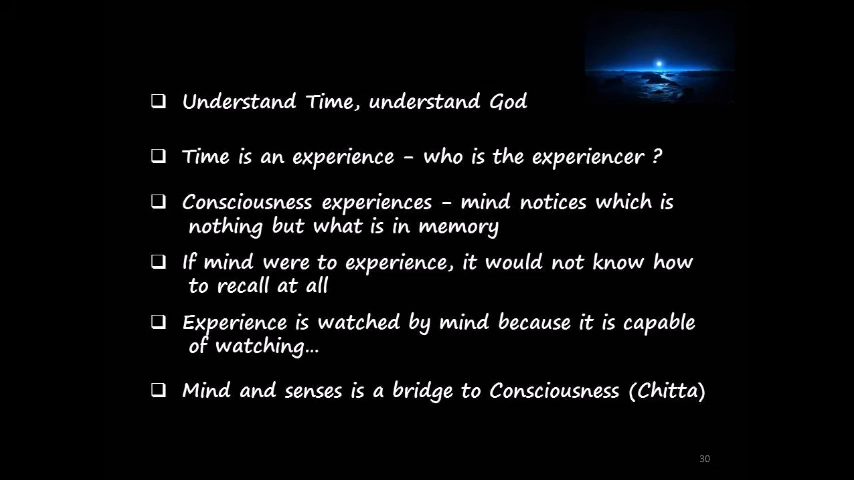 ❑ Understand Time, understand God
❑ Time is an experience – who is the experiencer ?
❑ Consciousness experiences – mind notices which is
nothing but what is in memory
❑ If mind were to experience, it would not know how
to recall at all
❑ Experience is watched by mind because it is capable
of watching...
❑ Mind and senses is a bridge to Consciousness (Chitta)
30